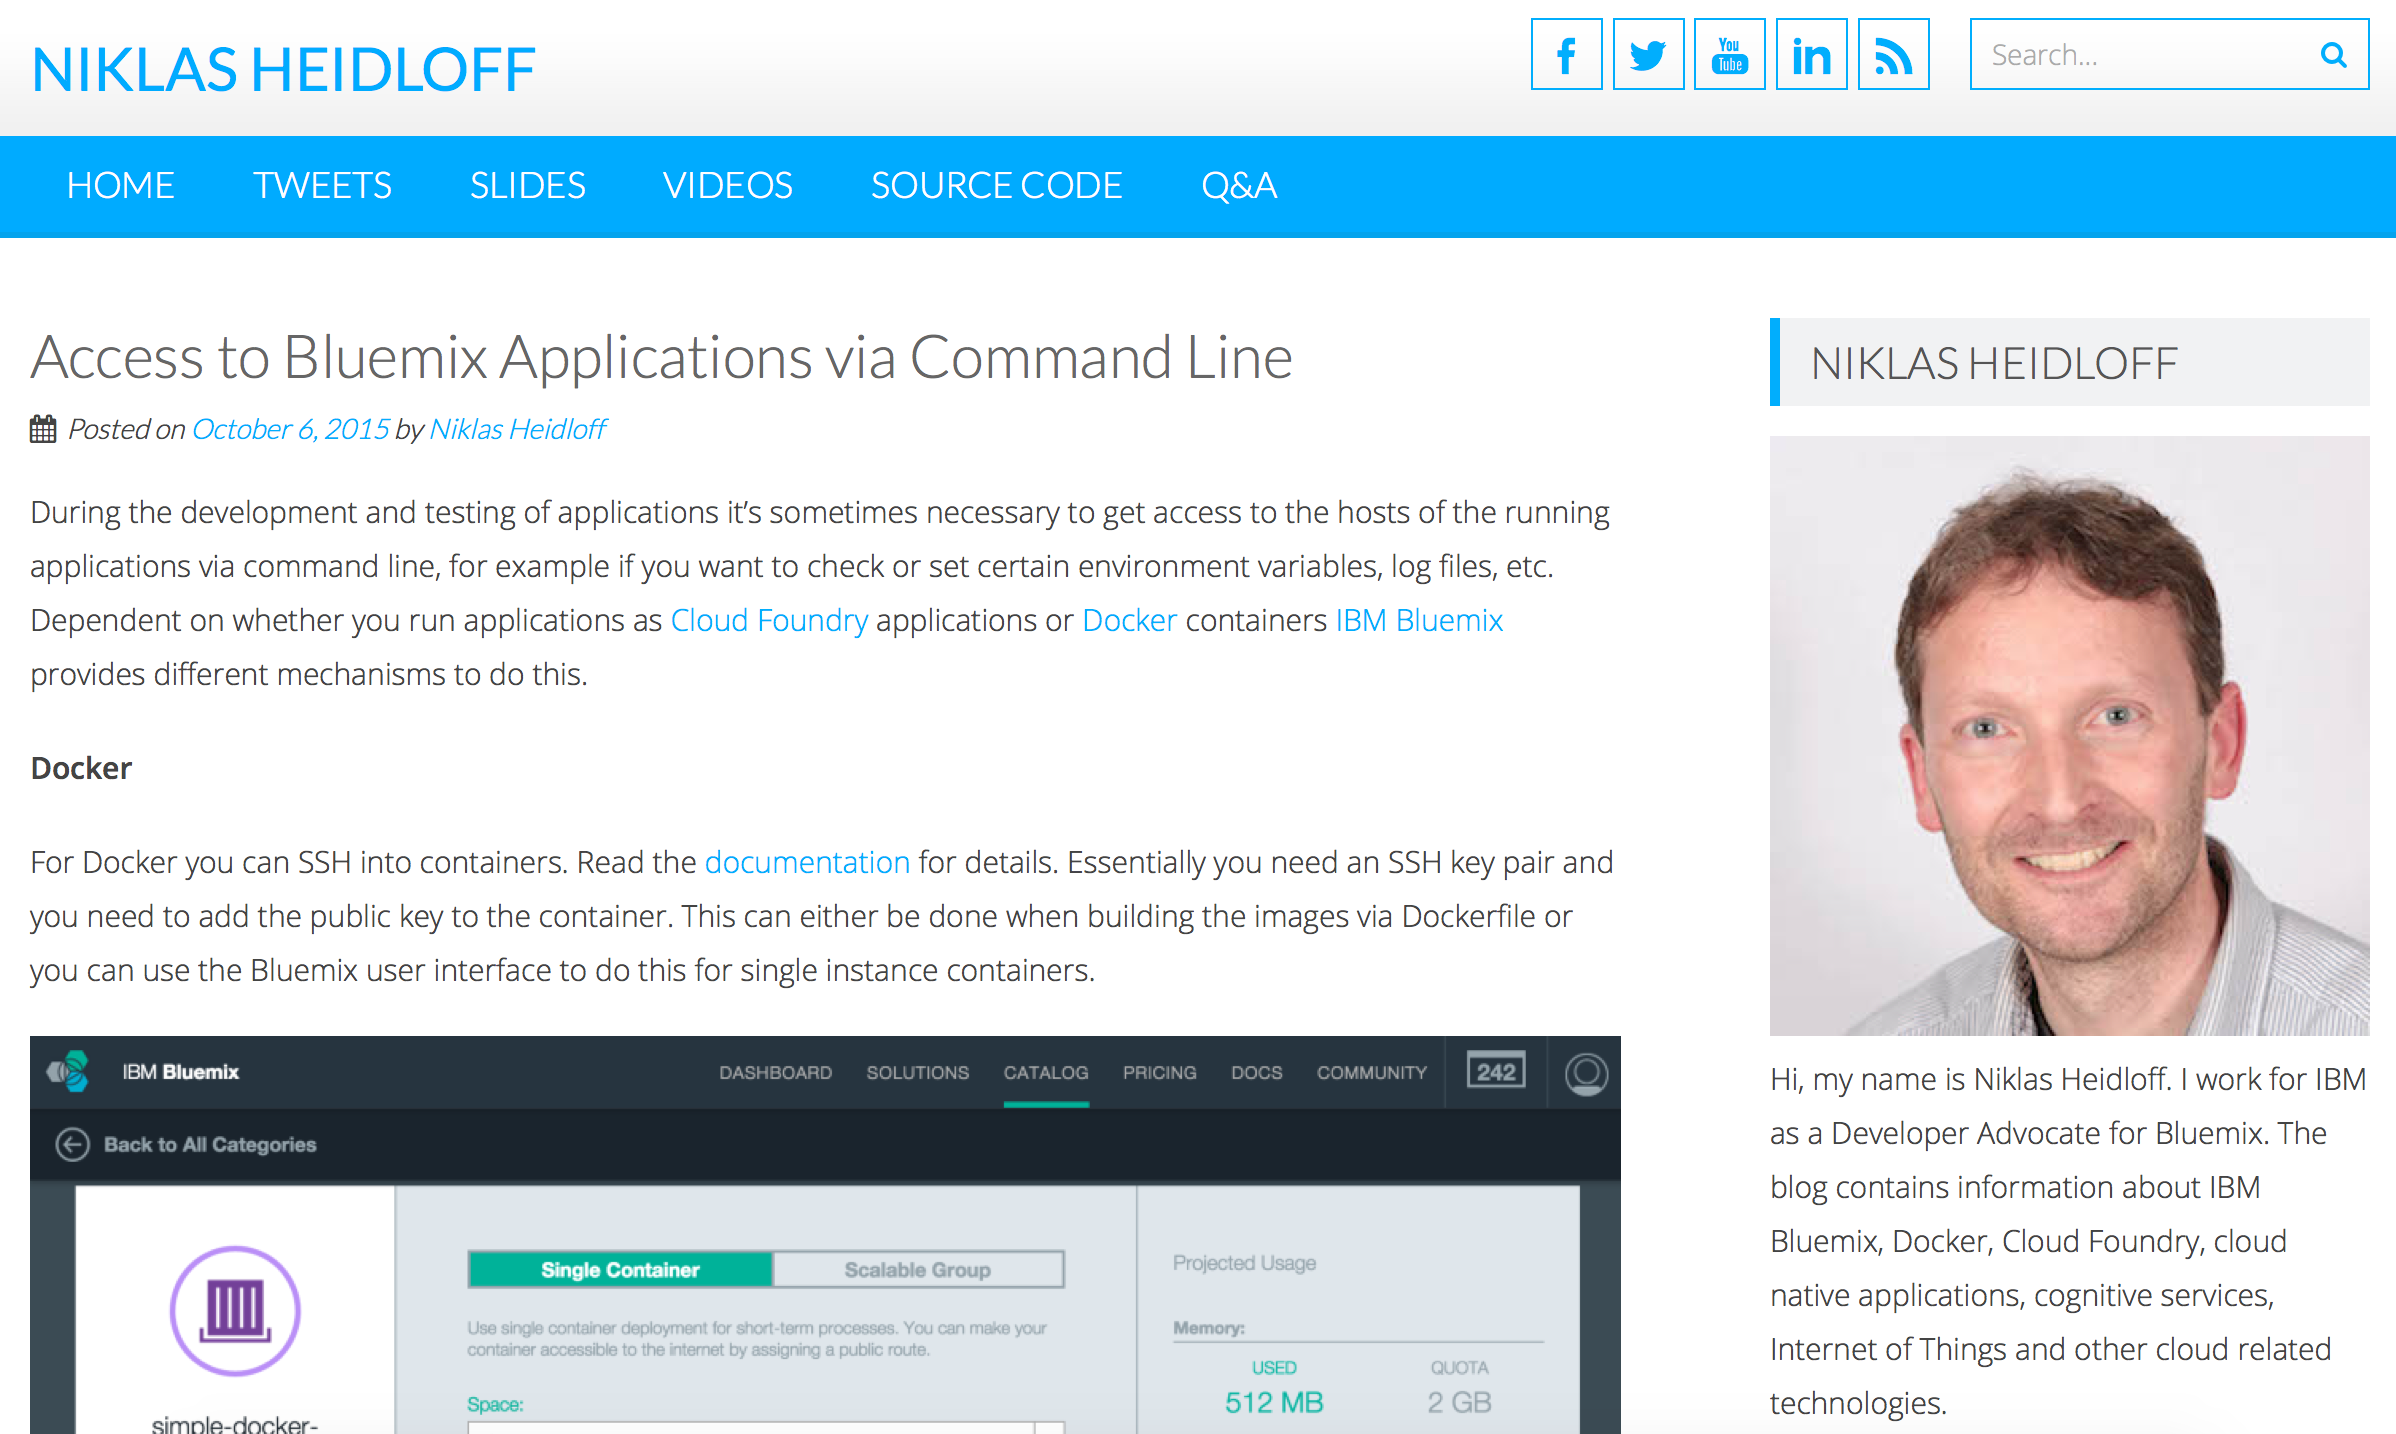 NIKLAS HEIDLOFF
You
Tube
Search...
HOME TWEETS SLIDES VIDEOS SOURCE CODE Q&A
Access to Bluemix Applications via Command Line
Posted on October 6, 2015 by Niklas Heidloff
During the development and testing of applications it’s sometimes necessary to get access to the hosts of the running
applications via command line, for example if you want to check or set certain environment variables, log files, etc.
Dependent on whether you run applications as Cloud Foundry applications or Docker containers IBM Bluemix
provides different mechanisms to do this.
Docker
For Docker you can SSH into containers. Read the documentation for details. Essentially you need an SSH key pair and
you need to add the public key to the container. This can either be done when building the images via Dockerfile or
you can use the Bluemix user interface to do this for single instance containers.
IBM Bluemix
DASHBOARD SOLUTIONS CATALOG PRICING DOCS COMMUNITY 242
Back to All Categories
simple-docker-
Single Container Scalable Group
Use single container deployment for short-term processes. You can make your
container accessible to the internet by assigning a public route.
Space:
Projected Usage
Memory:
USED QUOTA
512 MB 2 GB
NIKLAS HEIDLOFF
Hi, my name is Niklas Heidloff. I work for IBM
as a Developer Advocate for Bluemix. The
blog contains information about IBM
Bluemix, Docker, Cloud Foundry, cloud
native applications, cognitive services,
Internet of Things and other cloud related
technologies.